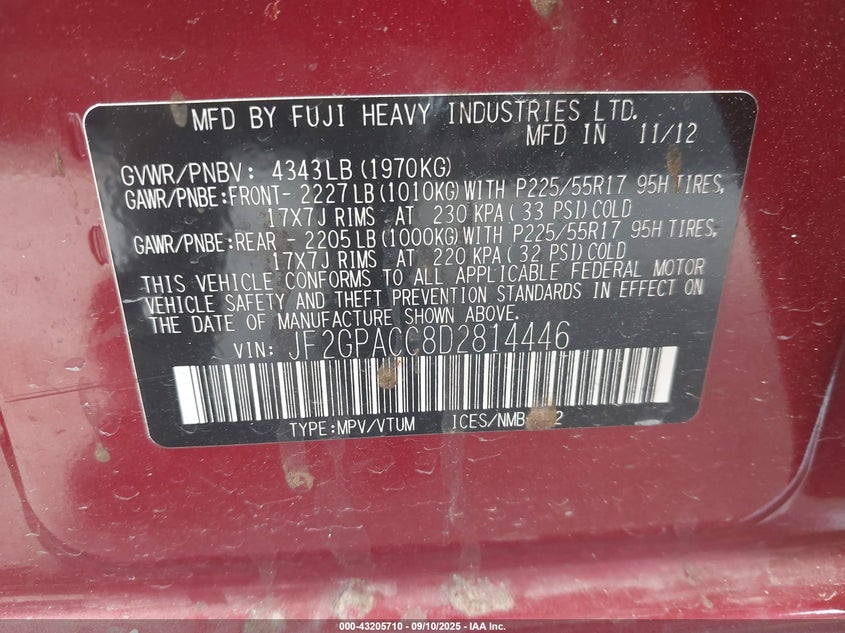 MFD BY FUJI HEAVY INDUSTRIES LTD.
MFD IN 11/12
GVWR/PNBV: 4343LB(1970KG)
GAWR/PNBE:FRONT- 2227LB(1010KG)WITH P225/55R17 95H TIRES,
17X7J RIMS AT 230 KPA(33 PSI)COLD
GAWR/PNBE:REAR - 2205LB(1000KG)WITH P225/55R17 95H TIRES,
17X7J RIMS AT 220 KPA(32 PSI)COLD
THIS VEHICLE CONFORMS TO ALL APPLICABLE FEDERAL MOTOR
VEHICLE SAFETY AND THEFT PREVENTION STANDARDS IN EFFECT ON
THE DATE OF MANUFACTURE SHOWN ABOVE.
VIN: JF2GPACC8D2814446
TYPE:MPV/VTUM ICES/NMB
000-43205710 - 09/10/2025 - IAA Inc.